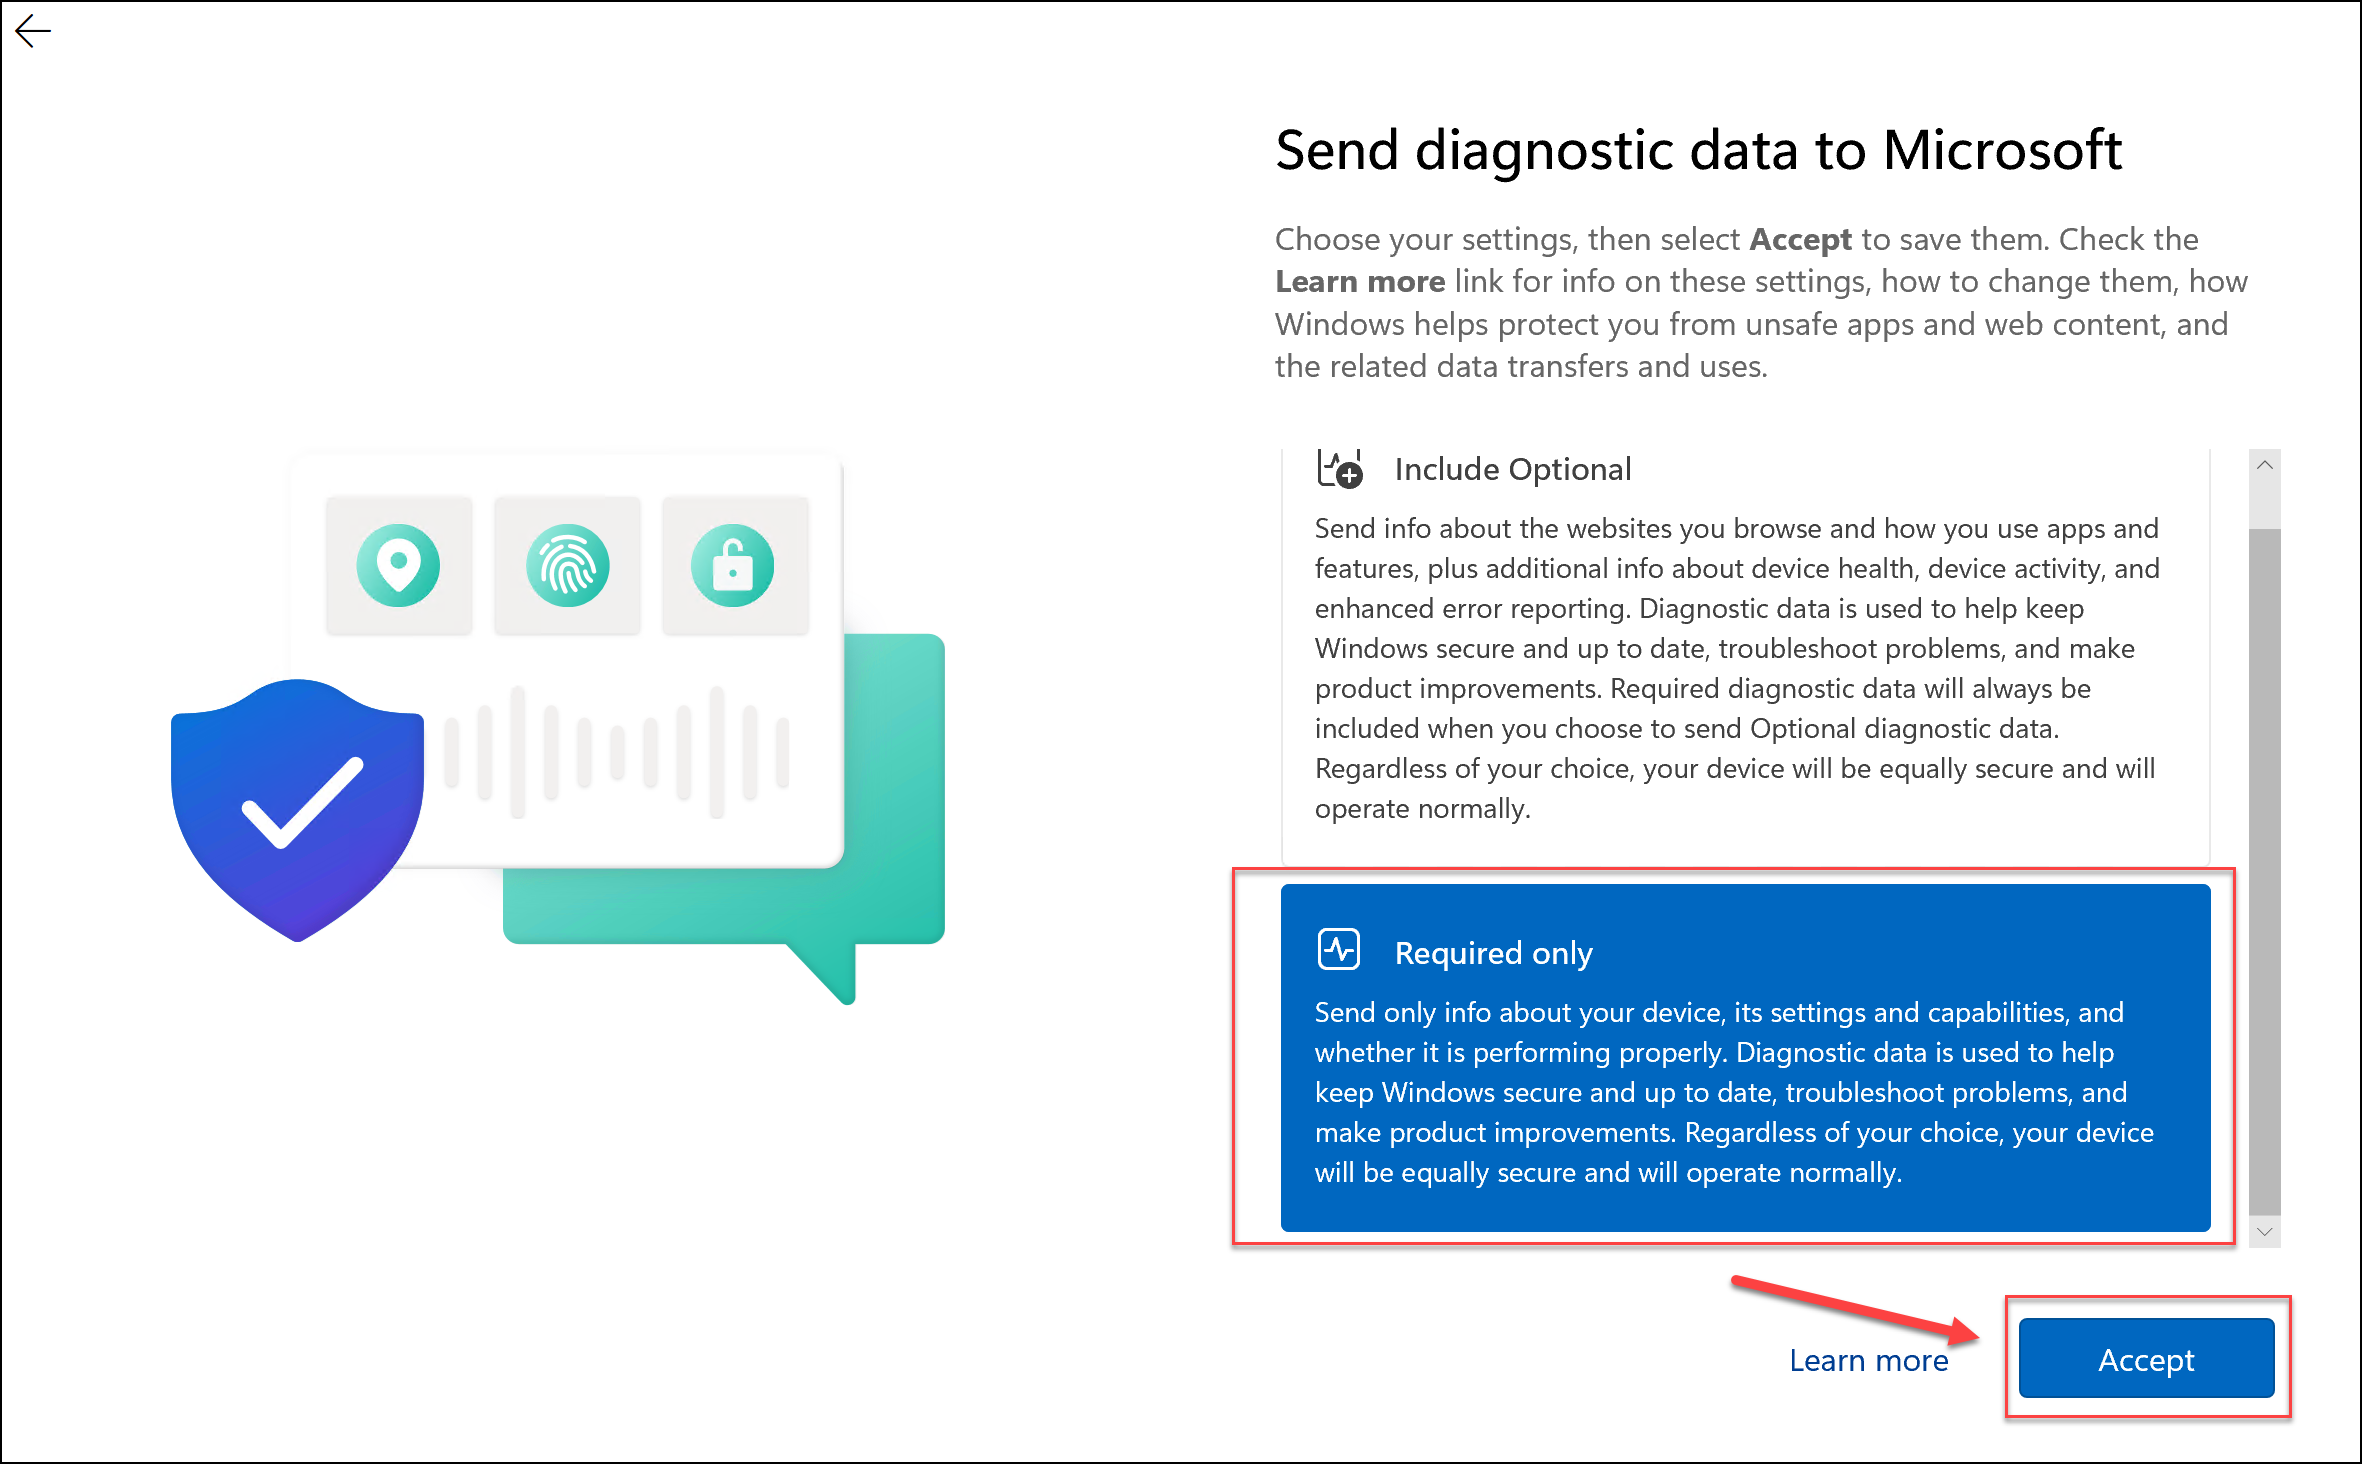 Send diagnostic data to Microsoft
Choose your settings, then select Accept to save them. Check the
Learn more link for info on these settings, how to change them, how
Windows helps protect you from unsafe apps and web content, and
the related data transfers and uses.
Include Optional
Send info about the websites you browse and how you use apps and
features, plus additional info about device health, device activity, and
enhanced error reporting. Diagnostic data is used to help keep
Windows secure and up to date, troubleshoot problems, and make
product improvements. Required diagnostic data will always be
included when you choose to send Optional diagnostic data.
Regardless of your choice, your device will be equally secure and will
operate normally.
Required only
Send only info about your device, its settings and capabilities, and
whether it is performing properly. Diagnostic data is used to help
keep Windows secure and up to date, troubleshoot problems, and
make product improvements. Regardless of your choice, your device
will be equally secure and will operate normally.
Learn more
Accept